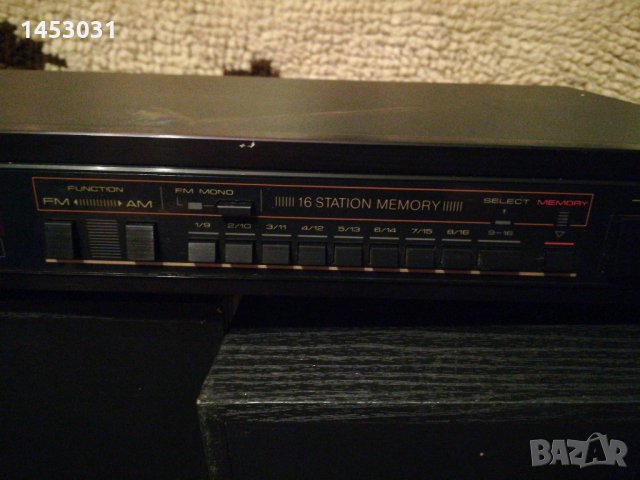 1453031
FUNCTION
FM AM
FM MONO
16 STATION MEMORY
SELECT MEMORY
1/9 2/10 3/11 4/12 5/13 6/14 7/15 8/16 9-16
BAZAR